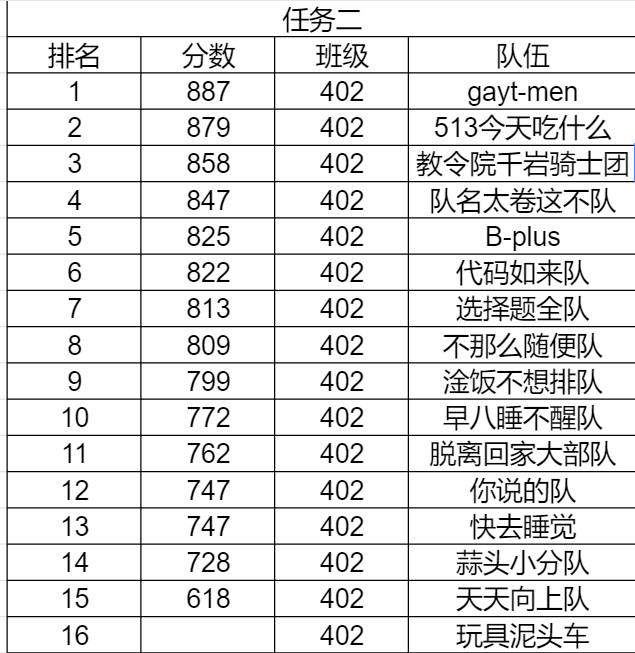 任务二
排名 分数 班级 队伍
1 887 402 gayt-men
2 879 402 513今天吃什么
3 858 402 教令院千岩骑士团
4 847 402 队名太卷这不队
5 825 402 B-plus
6 822 402 代码如来队
7 813 402 选择题全队
8 809 402 不那么随便队
9 799 402 淦饭不想排队
10 772 402 早八睡不醒队
11 762 402 脱离回家大部队
12 747 402 你说的队
13 747 402 快去睡觉
14 728 402 蒜头小分队
15 618 402 天天向上队
16 402 玩具泥头车